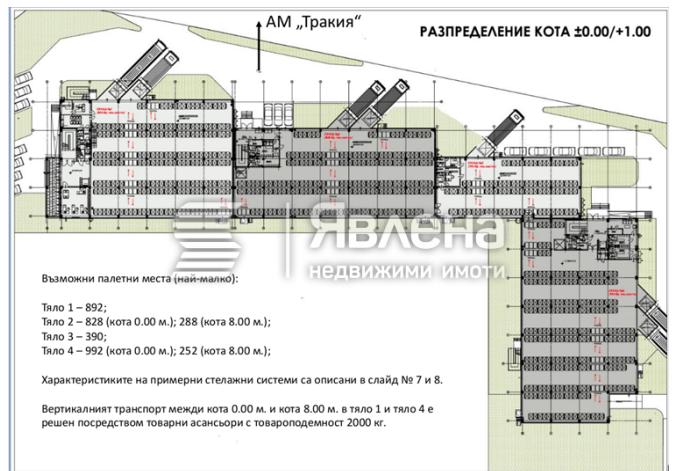 АМ „Тракия“
РАЗПРЕДЕЛЕНИЕ КОТА ±0.00/+1.00
Явлена
недвижими имоти
Възможни палетни места (най-малко):
Тяло 1 – 892;
Тяло 2 – 828 (кота 0.00 м.); 288 (кота 8.00 м.);
Тяло 3 – 390;
Тяло 4 – 992 (кота 0.00 м.); 252 (кота 8.00 м.);
Характеристиките на примерни стелажни системи са описани в слайд № 7 и 8.
Вертикалният транспорт между кота 0.00 м. и кота 8.00 м. в тяло 1 и тяло 4 е
решен посредством товарни асансьори с товароподемност 2000 кг.